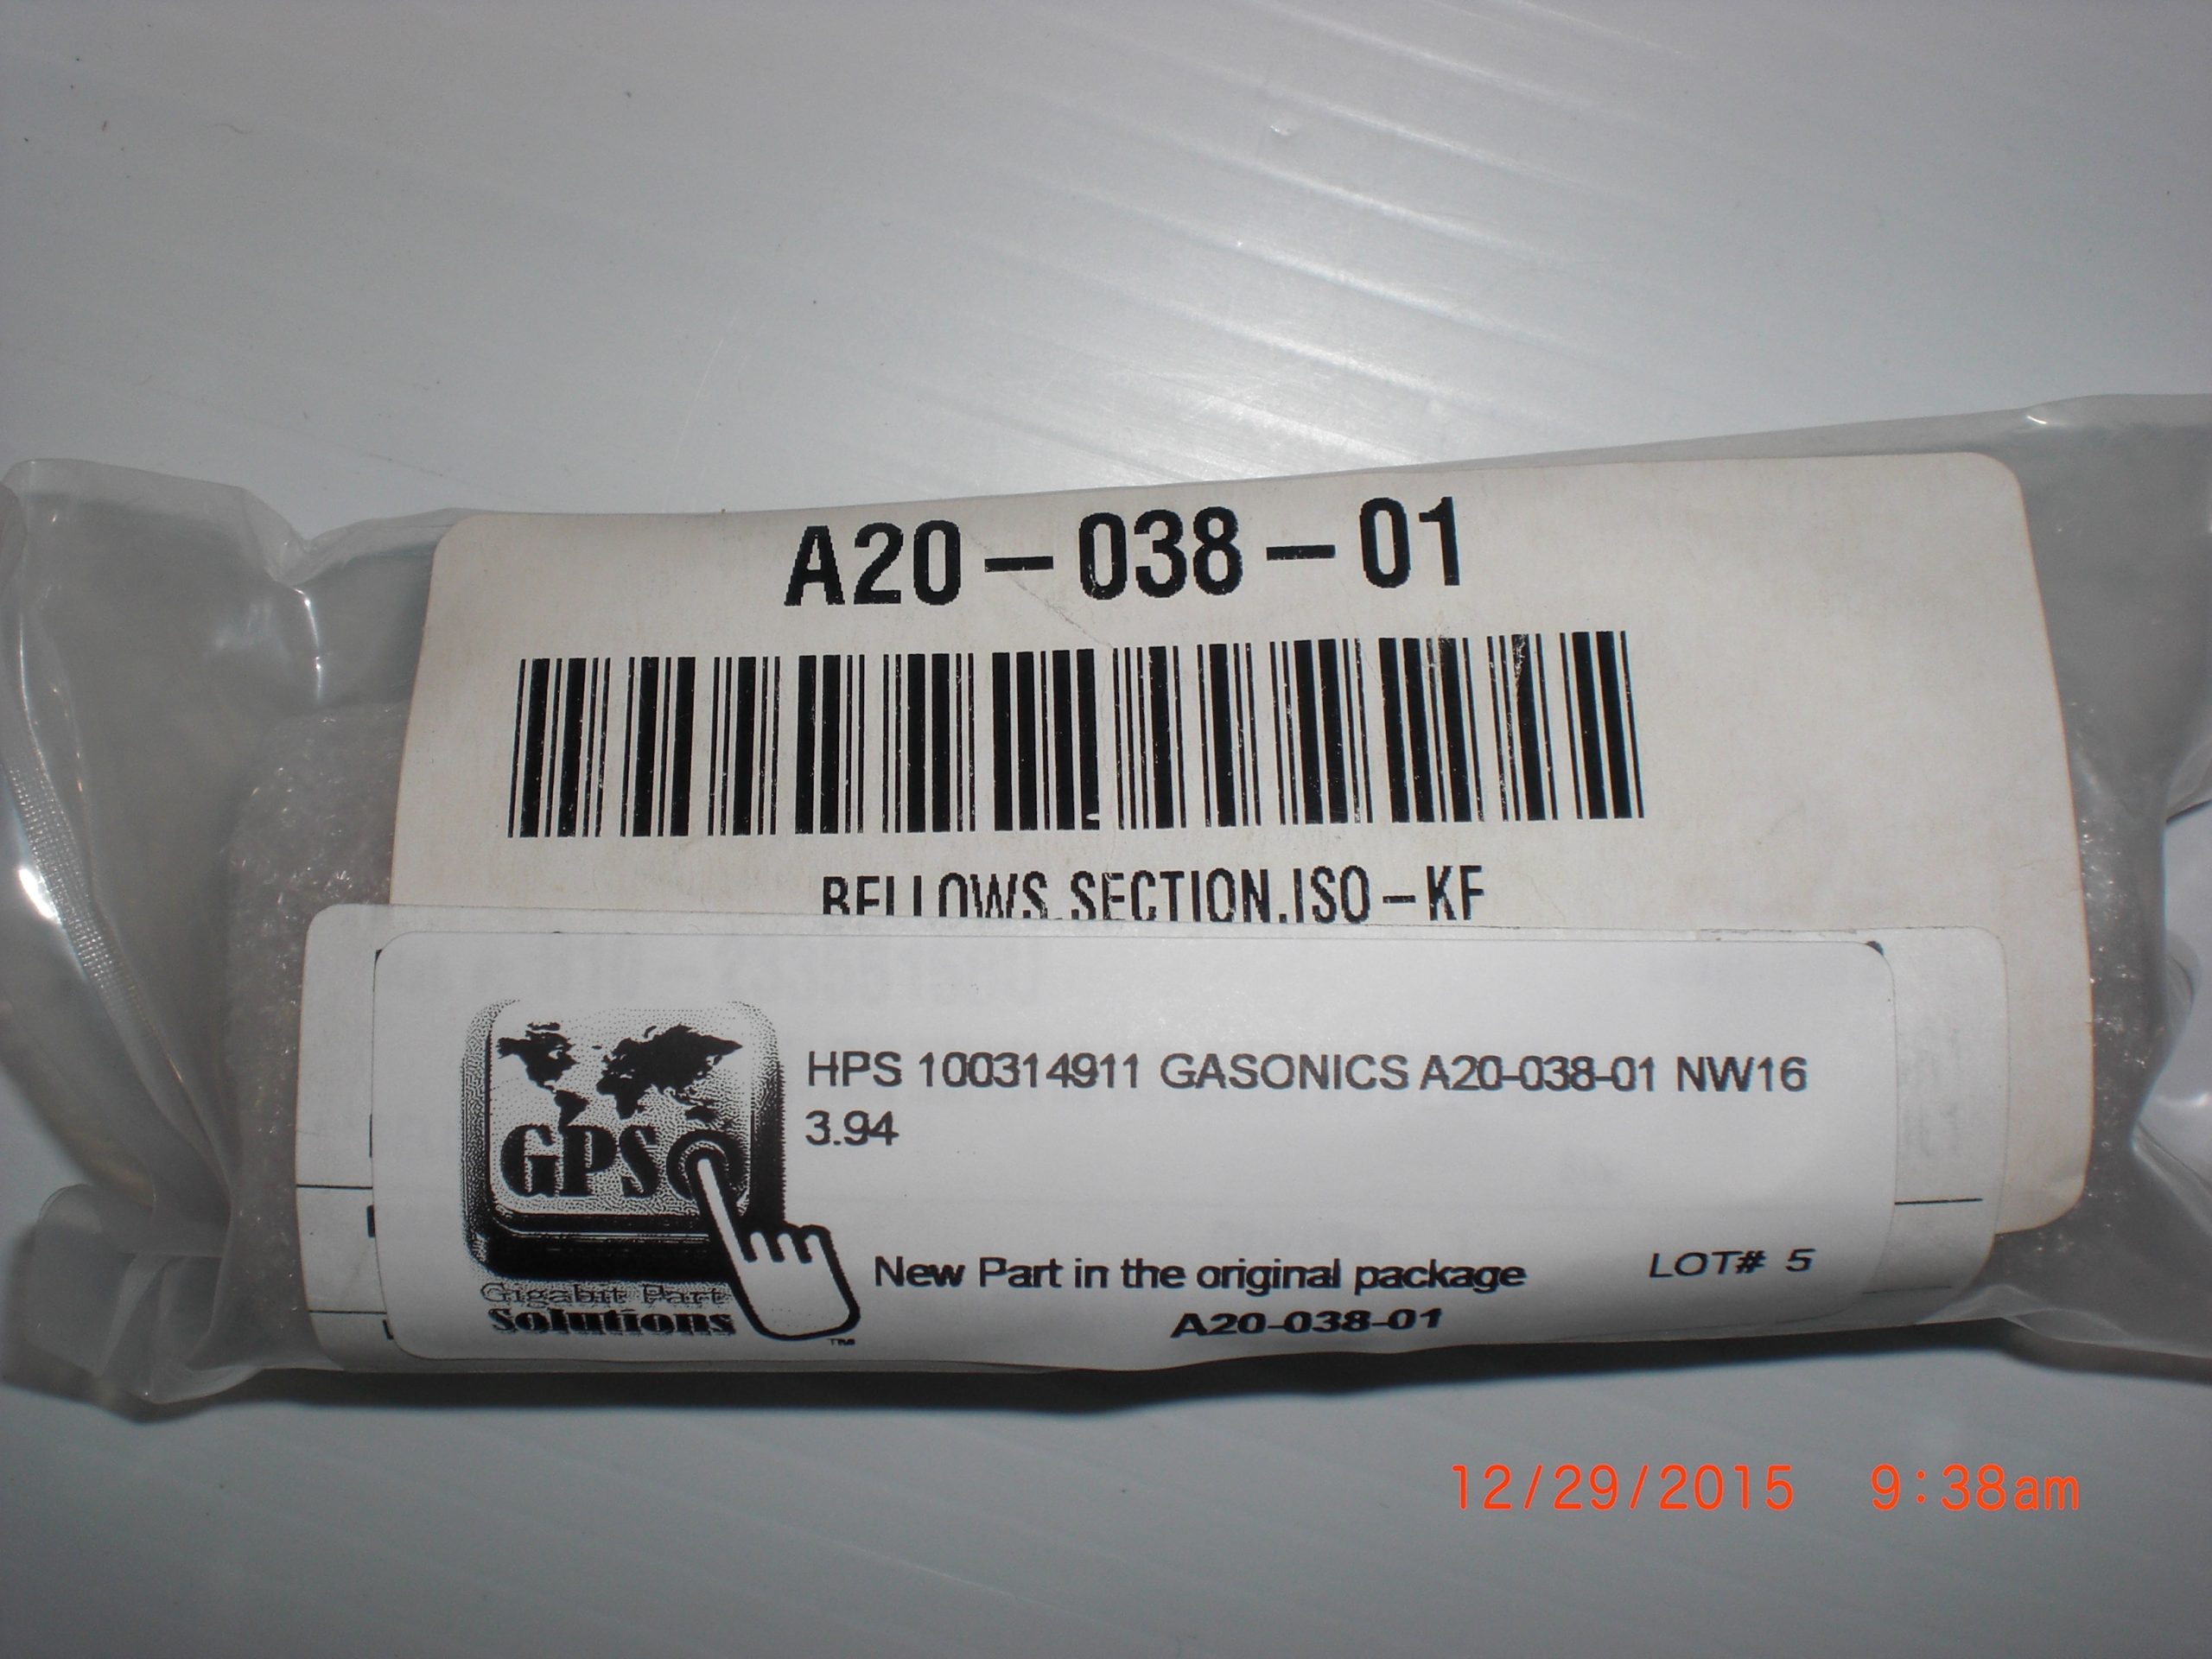 A20-038-01
BELLOWS,SECTION,ISO-KF
HPS 100314911 GASONICS A20-038-01 NW16
3.94
GPS
Gigabit Part
Solutions
TM
New Part in the original package
LOT# 5
A20-038-01
12/29/2015 9:38am